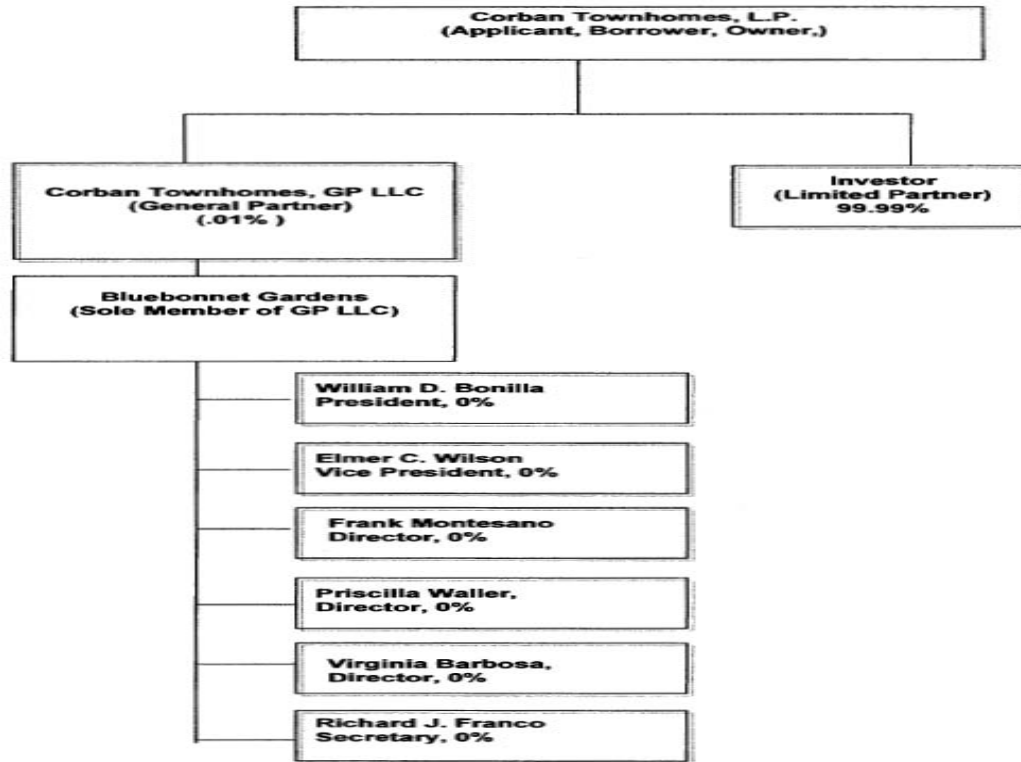 Corban Townhomes, L.P.
(Applicant, Borrower, Owner,)
Corban Townhomes, GP LLC
(General Partner)
(.01% )
Investor
(Limited Partner)
99.99%
Bluebonnet Gardens
(Sole Member of GP LLC)
William D. Bonilla
President, 0%
Elmer C. Wilson
Vice President, 0%
Frank Montesano
Director, 0%
Priscilla Waller,
Director, 0%
Virginia Barbosa,
Director, 0%
Richard J. Franco
Secretary, 0%